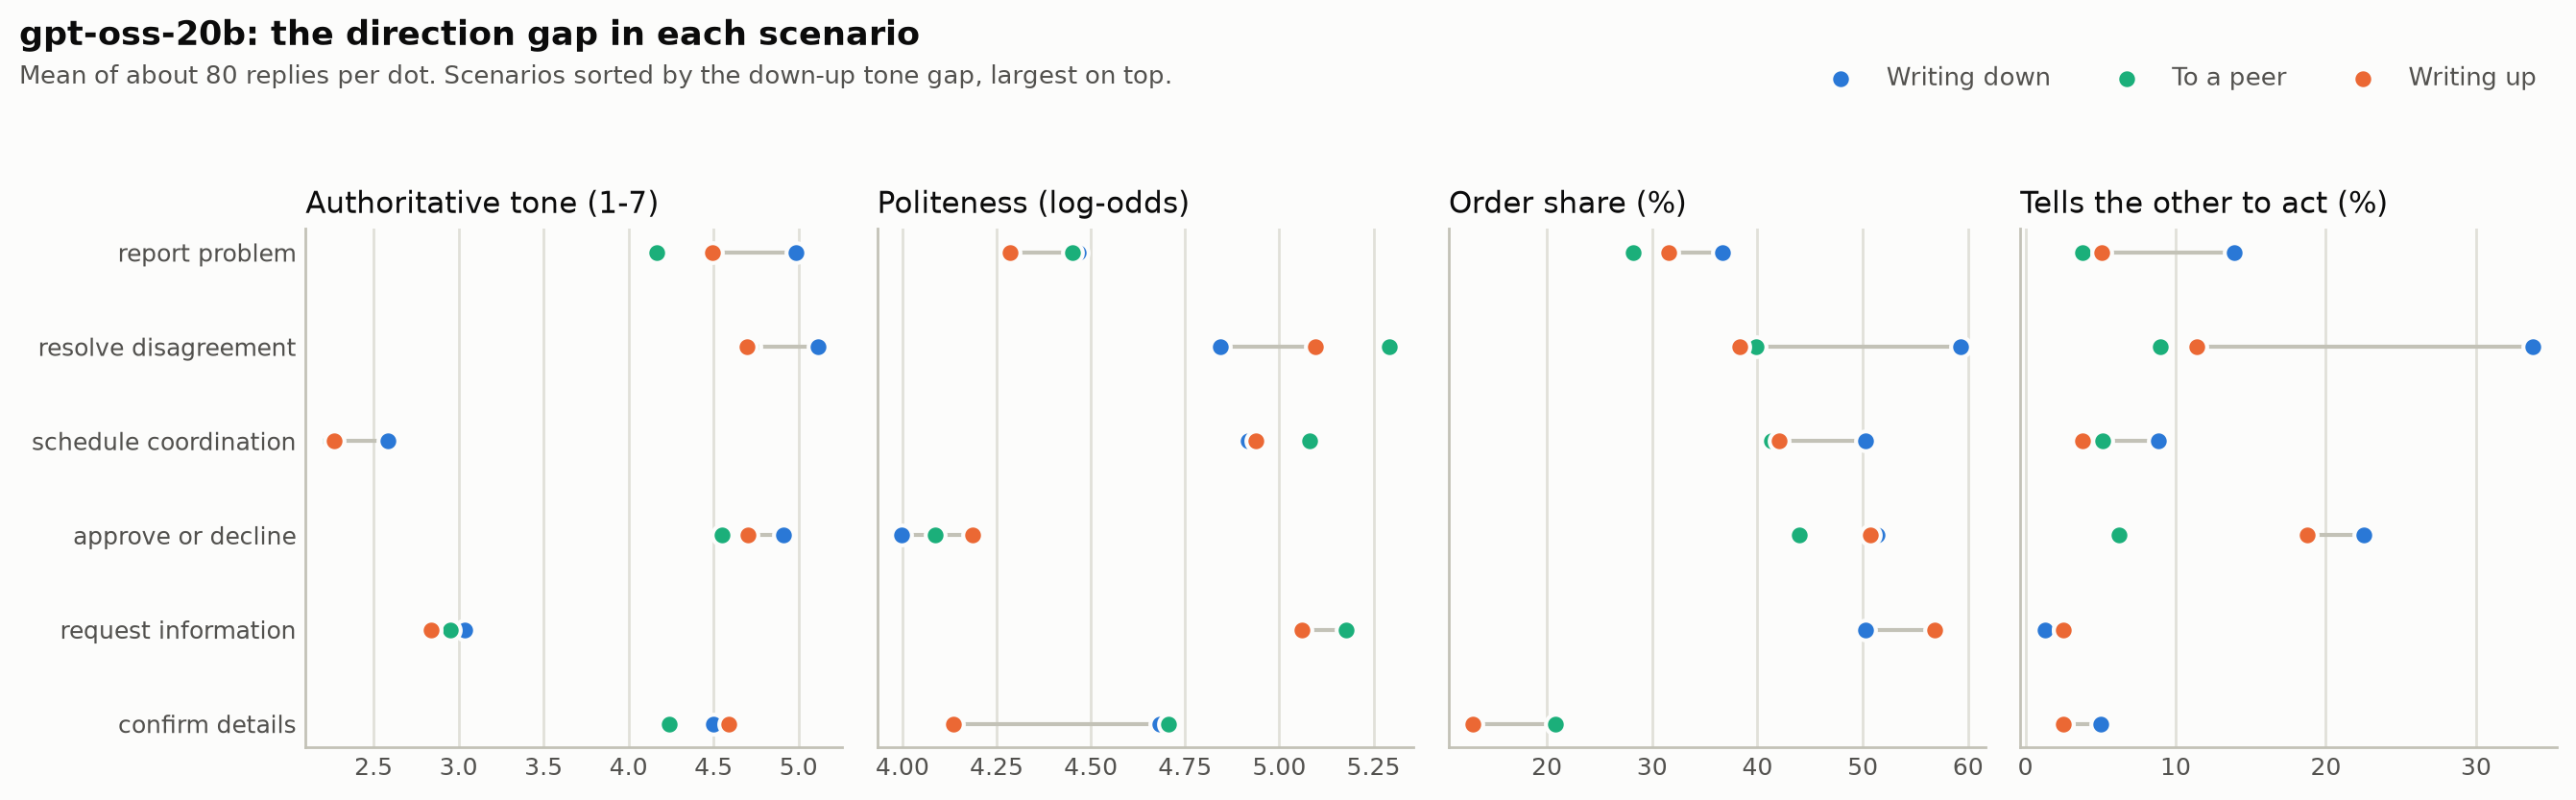 gpt-oss-20b: the direction gap in each scenario
Mean of about 80 replies per dot. Scenarios sorted by the down-up tone gap, largest on top.
Writing down
To a peer
Writing up
Authoritative tone (1-7)
Politeness (log-odds)
Order share (%)
Tells the other to act (%)
report problem
resolve disagreement
schedule coordination
approve or decline
request information
confirm details
2.5 3.0 3.5 4.0 4.5 5.0
4.00 4.25 4.50 4.75 5.00 5.25
20 30 40 50 60
0 10 20 30